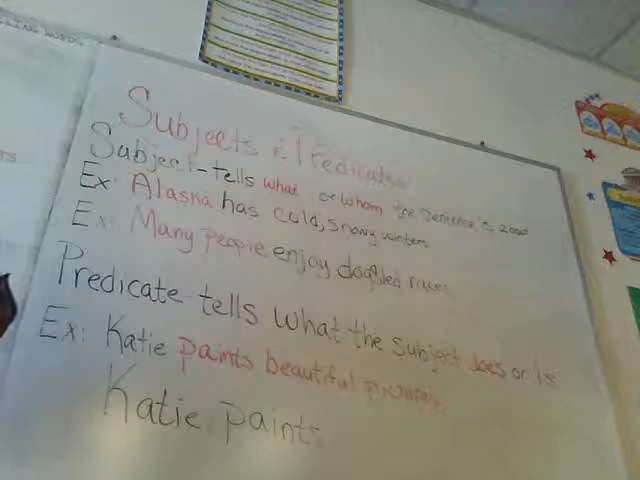 Subjects & Predicates
Subject-tells what or whom the sentence is about
Ex: Alaska has cold, snowy winters
Ex: Many people enjoy dogsled races
Predicate tells what the subject does or is
Ex: Katie paints beautiful pictures
Katie paints